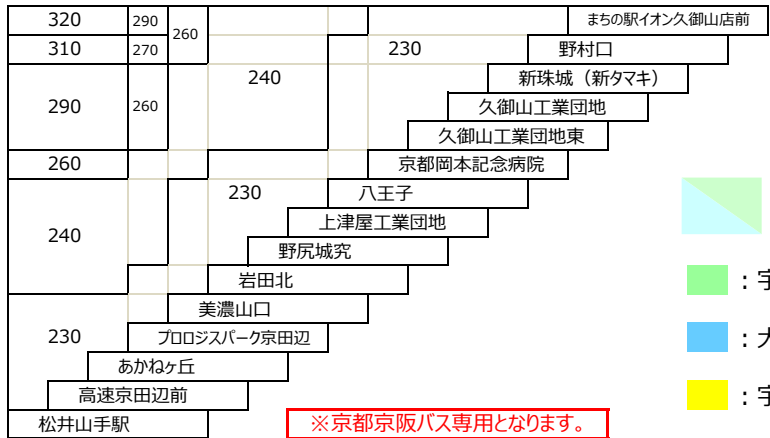 320 290 260 まちの駅イオン久御山店前
310 270 230 野村口
240 新珠城（新タマキ）
290 260 久御山工業団地
久御山工業団地東
260 京都岡本記念病院
230 八王子
240 上津屋工業団地
野尻城究
岩田北
美濃山口
230 プロロジスパーク京田辺
あかねヶ丘
高速京田辺前
松井山手駅
※京都京阪バス専用となります。
：宇
：大
：宇